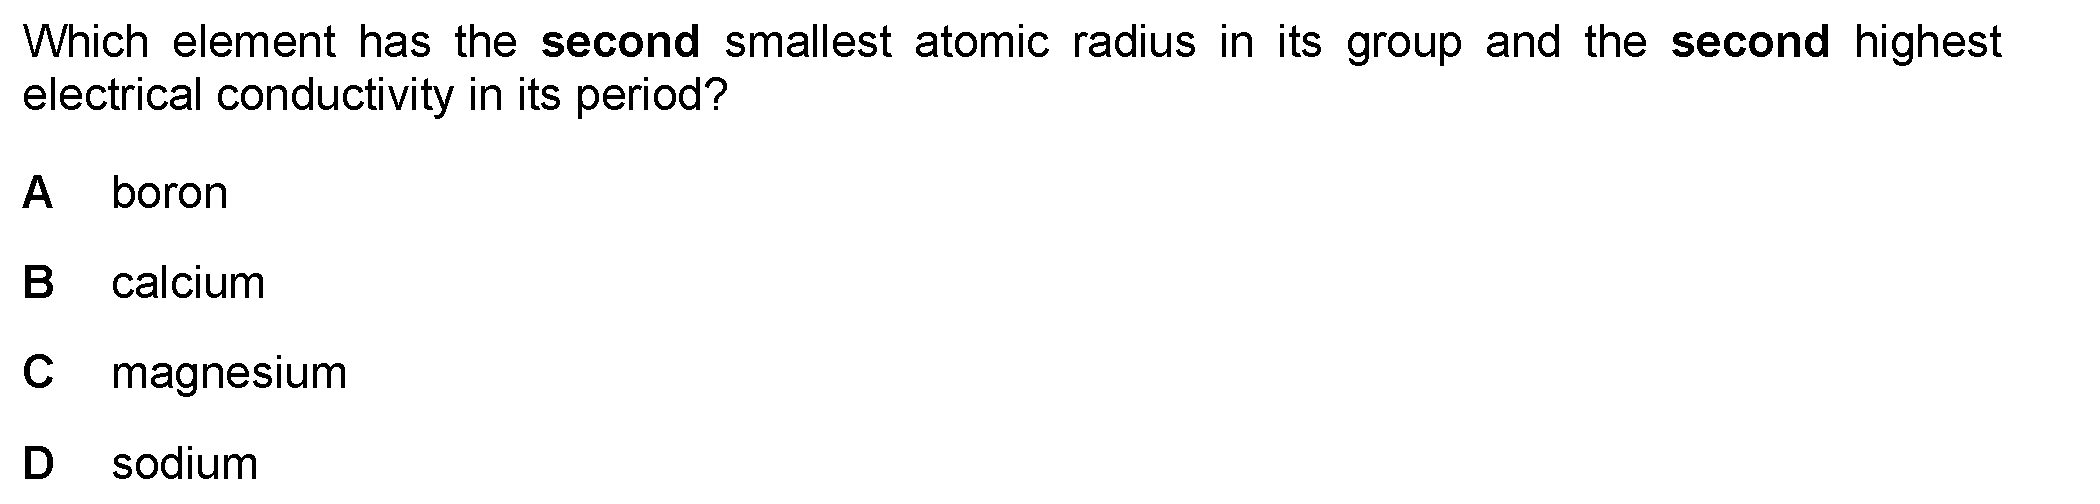 Which element has the second smallest atomic radius in its group and the second highest
electrical conductivity in its period?
A boron
B calcium
C magnesium
D sodium